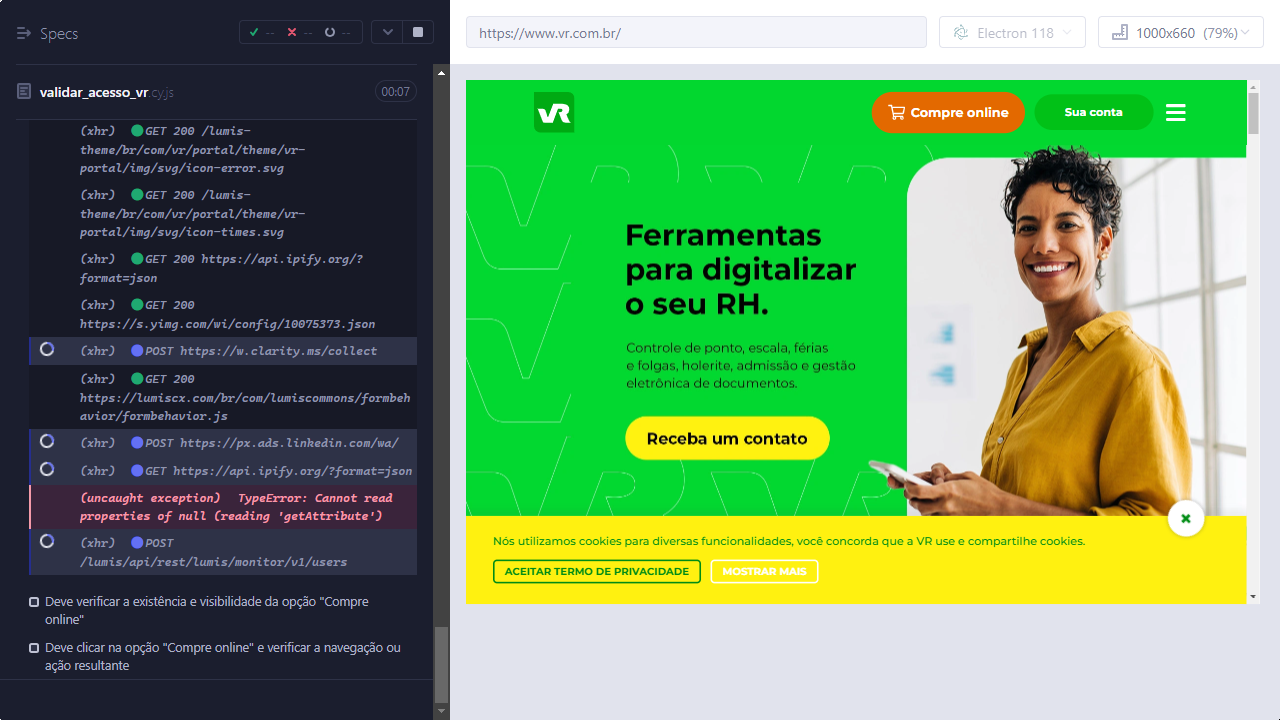 Specs
-- -- --
validar_acesso_vr.cy.js 00:07
(xhr) GET 200 /lumis-
theme/br/com/vr/portal/theme/vr-
portal/img/svg/icon-error.svg
(xhr) GET 200 /lumis-
theme/br/com/vr/portal/theme/vr-
portal/img/svg/icon-times.svg
(xhr) GET 200 https://api.ipify.org/?
format=json
(xhr) GET 200
https://s.yimg.com/wi/config/10075373.json
(xhr) POST https://w.clarity.ms/collect
(xhr) GET 200
https://lumiscx.com/br/com/lumiscommons/formbeh
avior/formbehavior.js
(xhr) POST https://px.ads.linkedin.com/wa/
(xhr) GET https://api.ipify.org/?format=json
(uncaught exception) TypeError: Cannot read
properties of null (reading 'getAttribute')
(xhr) POST
/lumis/api/rest/lumis/monitor/v1/users
Deve verificar a existência e visibilidade da opção "Compre
online"
Deve clicar na opção "Compre online" e verificar a navegação ou
ação resultante
https://www.vr.com.br/
Electron 118
1000x660 (79%)
VR
Compre online
Sua conta
Ferramentas
para digitalizar
o seu RH.
Controle de ponto, escala, férias
e folgas, holerite, admissão e gestão
eletrônica de documentos.
Receba um contato
Nós utilizamos cookies para diversas funcionalidades, você concorda que a VR use e compartilhe cookies.
ACEITAR TERMO DE PRIVACIDADE
MOSTRAR MAIS